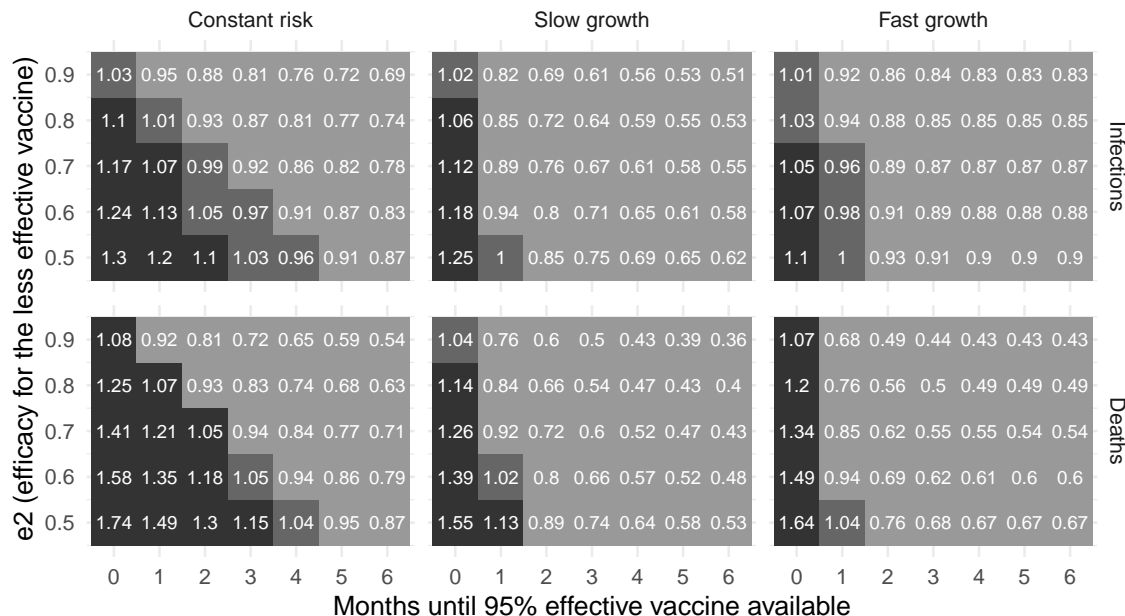 Constant risk Slow growth Fast growth
0.9 1.03 0.95 0.88 0.81 0.76 0.72 0.69 1.02 0.82 0.69 0.61 0.56 0.53 0.51 1.01 0.92 0.86 0.84 0.83 0.83 0.83
0.8 1.1 1.01 0.93 0.87 0.81 0.77 0.74 1.06 0.85 0.72 0.64 0.59 0.55 0.53 1.03 0.94 0.88 0.85 0.85 0.85 0.85
0.7 1.17 1.07 0.99 0.92 0.86 0.82 0.78 1.12 0.89 0.76 0.67 0.61 0.58 0.55 1.05 0.96 0.89 0.87 0.87 0.87 0.87
0.6 1.24 1.13 1.05 0.97 0.91 0.87 0.83 1.18 0.94 0.8 0.71 0.65 0.61 0.58 1.07 0.98 0.91 0.89 0.88 0.88 0.88
0.5 1.3 1.2 1.1 1.03 0.96 0.91 0.87 1.25 1 0.85 0.75 0.69 0.65 0.62 1.1 1 0.93 0.91 0.9 0.9 0.9
Infections
0.9 1.08 0.92 0.81 0.72 0.65 0.59 0.54 1.04 0.76 0.6 0.5 0.43 0.39 0.36 1.07 0.68 0.49 0.44 0.43 0.43 0.43
0.8 1.25 1.07 0.93 0.83 0.74 0.68 0.63 1.14 0.84 0.66 0.54 0.47 0.43 0.4 1.2 0.76 0.56 0.5 0.49 0.49 0.49
0.7 1.41 1.21 1.05 0.94 0.84 0.77 0.71 1.26 0.92 0.72 0.6 0.52 0.47 0.43 1.34 0.85 0.62 0.55 0.55 0.54 0.54
0.6 1.58 1.35 1.18 1.05 0.94 0.86 0.79 1.39 1.02 0.8 0.66 0.57 0.52 0.48 1.49 0.94 0.69 0.62 0.61 0.6 0.6
0.5 1.74 1.49 1.3 1.15 1.04 0.95 0.87 1.55 1.13 0.89 0.74 0.64 0.58 0.53 1.64 1.04 0.76 0.68 0.67 0.67 0.67
Deaths
0 1 2 3 4 5 6 0 1 2 3 4 5 6 0 1 2 3 4 5 6
Months until 95% effective vaccine available
e2 (efficacy for the less effective vaccine)